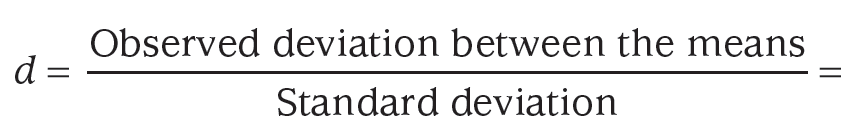 d = Observed deviation between the means =
Standard deviation